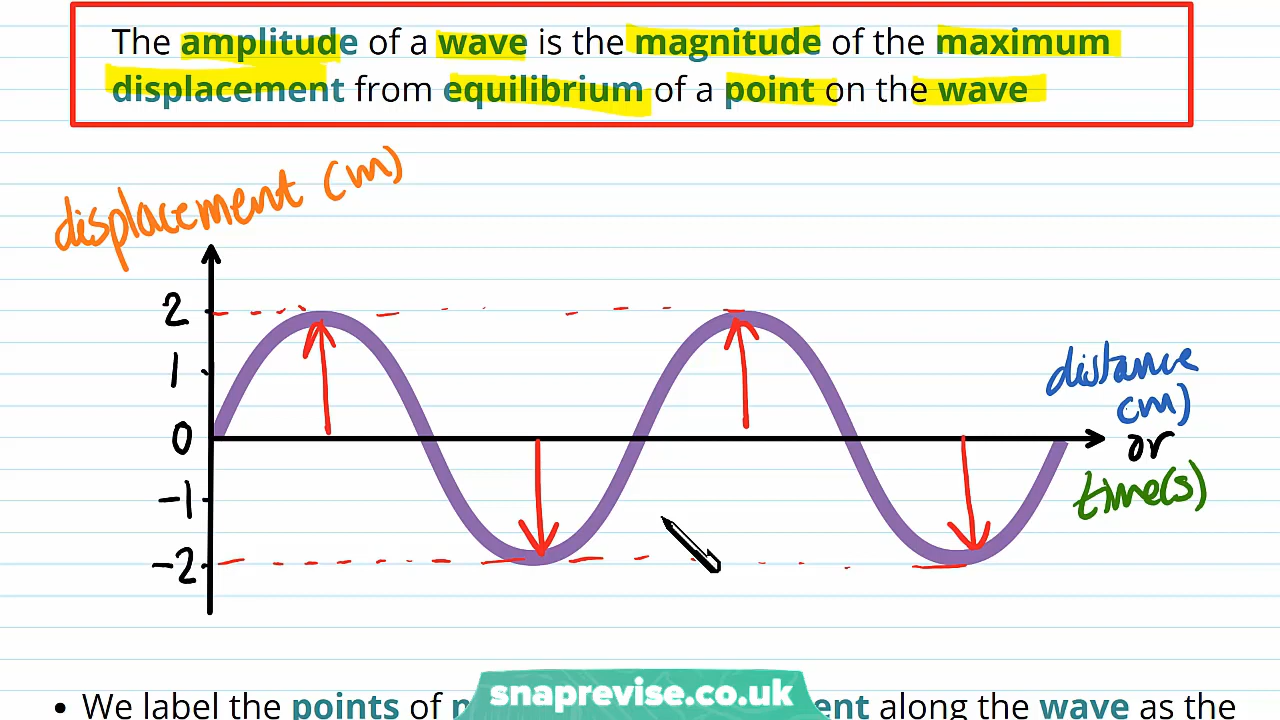 The amplitude of a wave is the magnitude of the maximum
displacement from equilibrium of a point on the wave
displacement (m)
2
1
0
-1
-2
distance
(m)
or
time(s)
snaprevise.co.uk
• We label the points of along the wave as the